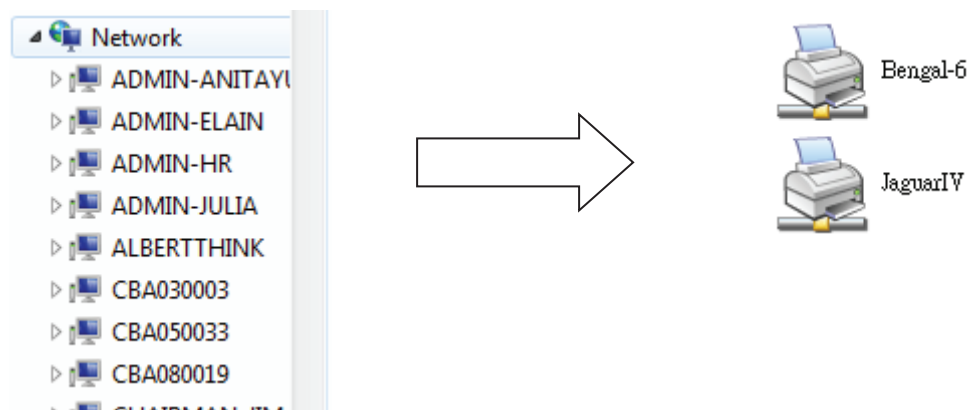 Network
ADMIN-ANITAYU
ADMIN-ELAIN
ADMIN-HR
ADMIN-JULIA
ALBERTTHINK
CBA030003
CBA050033
CBA080019
Bengal-6
JaguarIV